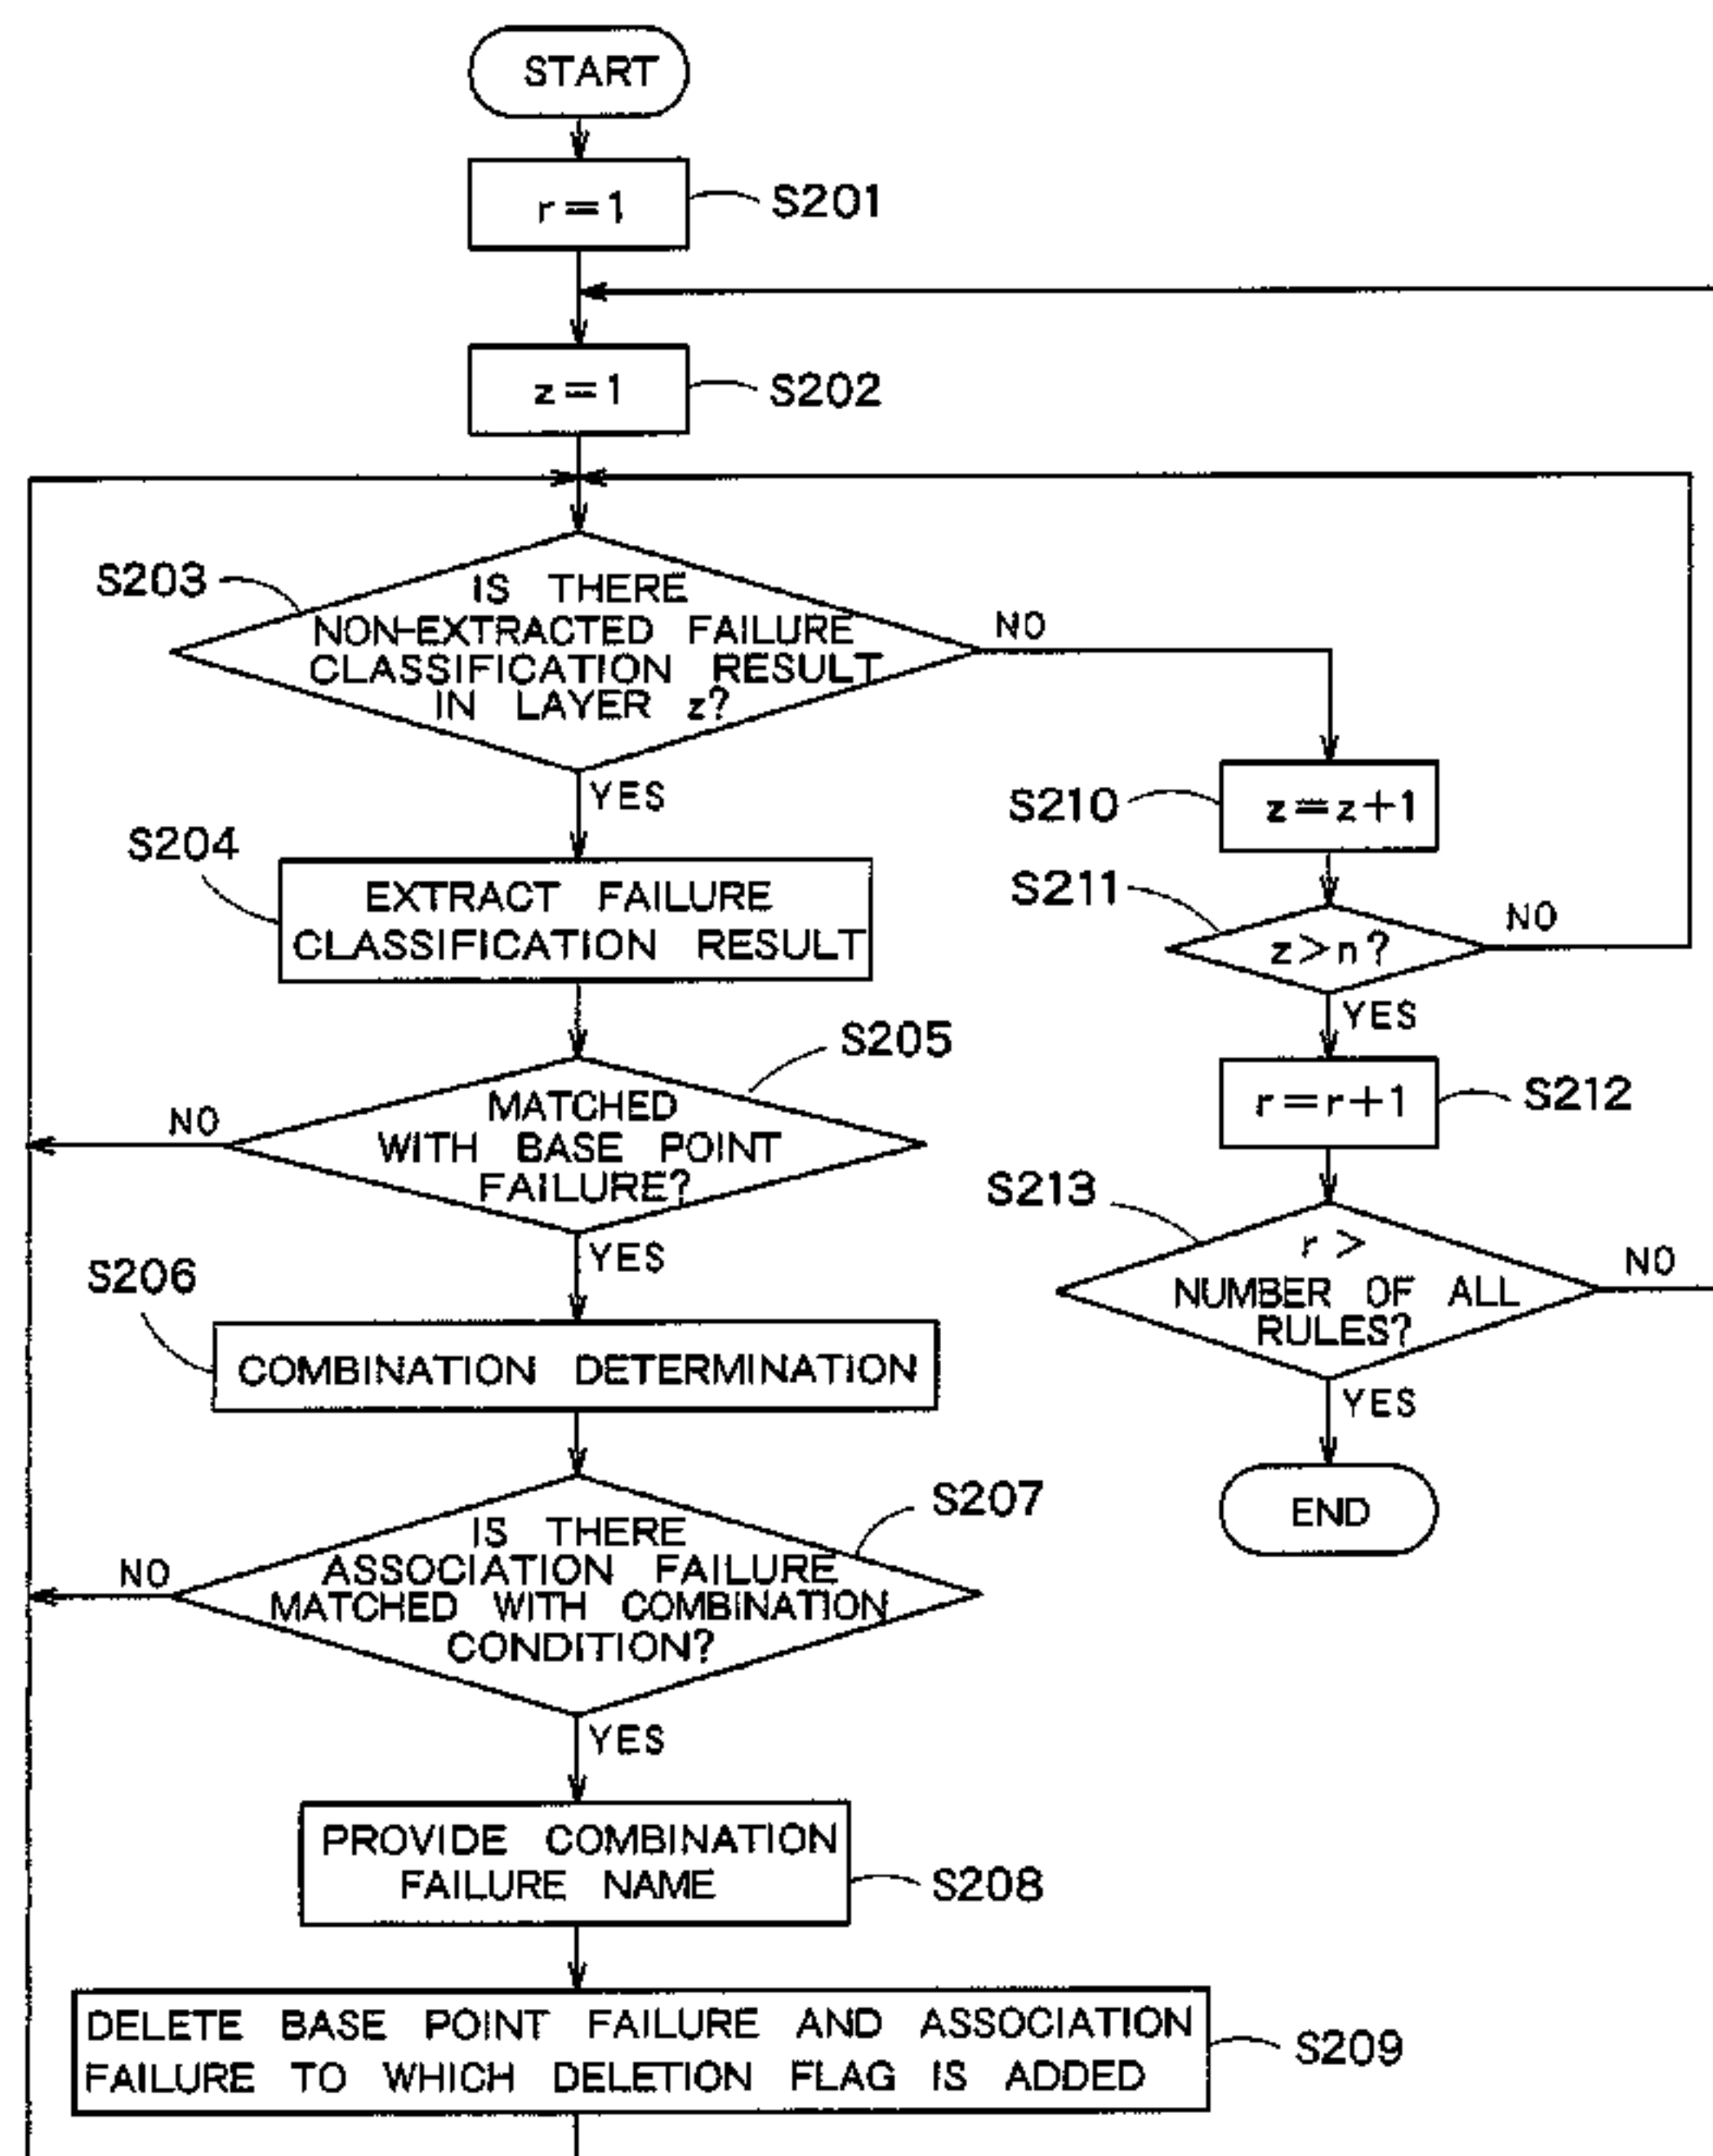 START
r=1
S201
z=1
S202
S203
IS THERE
NON-EXTRACTED FAILURE
CLASSIFICATION RESULT
IN LAYER z?
NO
YES
S204
EXTRACT FAILURE
CLASSIFICATION RESULT
S205
MATCHED
WITH BASE POINT
FAILURE?
NO
YES
S206
COMBINATION DETERMINATION
S207
IS THERE
ASSOCIATION FAILURE
MATCHED WITH COMBINATION
CONDITION?
NO
YES
PROVIDE COMBINATION
FAILURE NAME
S208
DELETE BASE POINT FAILURE AND ASSOCIATION
FAILURE TO WHICH DELETION FLAG IS ADDED
S209
S210
z=z+1
S211
z>n?
NO
YES
r=r+1
S212
S213
r >
NUMBER OF ALL
RULES?
NO
YES
END